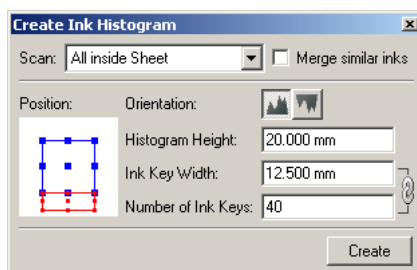 Create Ink Histogram
Scan: All inside Sheet Merge similar inks
Position: Orientation:
Histogram Height: 20.000 mm
Ink Key Width: 12.500 mm
Number of Ink Keys: 40
Create